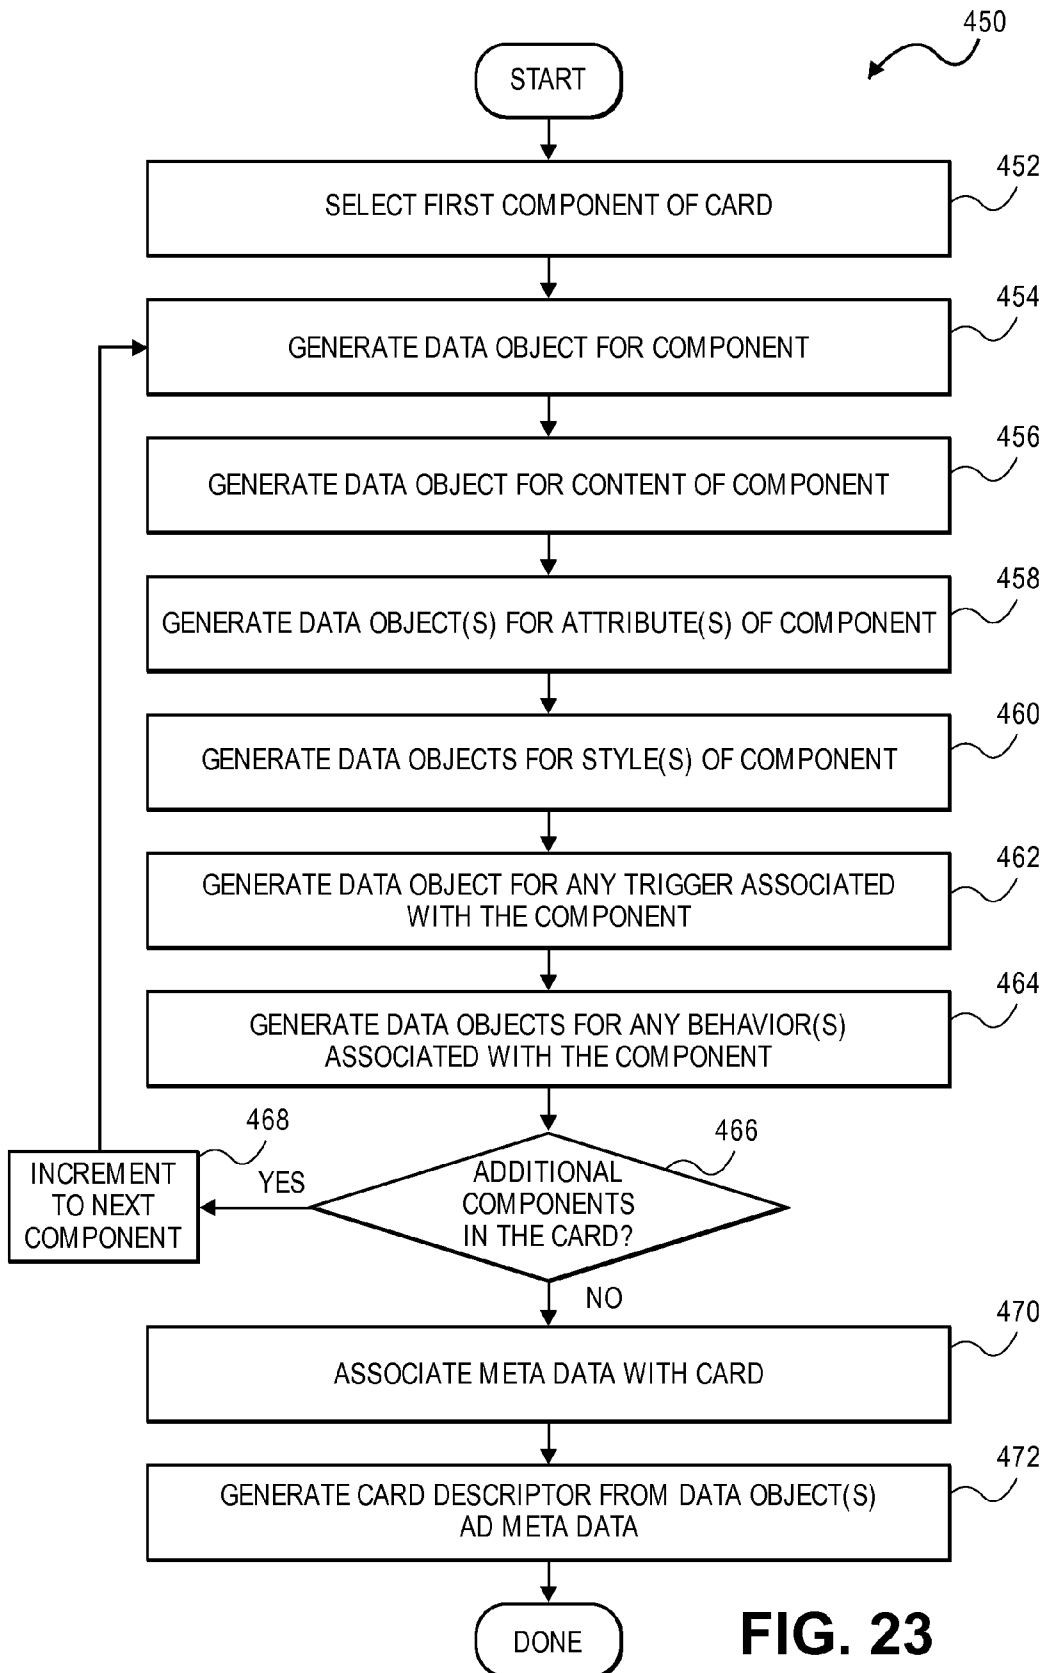 450
START
452
SELECT FIRST COMPONENT OF CARD
454
GENERATE DATA OBJECT FOR COMPONENT
456
GENERATE DATA OBJECT FOR CONTENT OF COMPONENT
458
GENERATE DATA OBJECT(S) FOR ATTRIBUTE(S) OF COMPONENT
460
GENERATE DATA OBJECTS FOR STYLE(S) OF COMPONENT
462
GENERATE DATA OBJECT FOR ANY TRIGGER ASSOCIATED
WITH THE COMPONENT
464
GENERATE DATA OBJECTS FOR ANY BEHAVIOR(S)
ASSOCIATED WITH THE COMPONENT
468
INCREMENT
TO NEXT
COMPONENT
YES
466
ADDITIONAL
COMPONENTS
IN THE CARD?
NO
470
ASSOCIATE META DATA WITH CARD
472
GENERATE CARD DESCRIPTOR FROM DATA OBJECT(S)
AD META DATA
DONE
FIG. 23